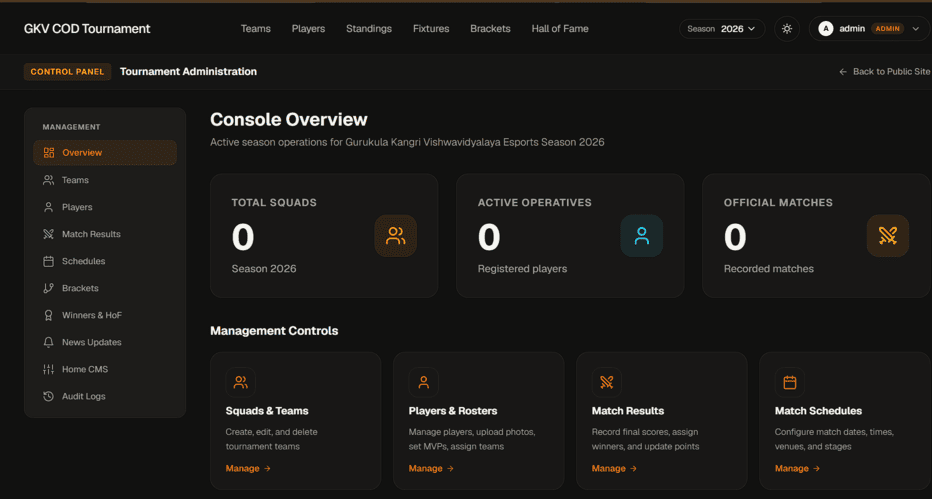 GKV COD Tournament
Teams Players Standings Fixtures Brackets Hall of Fame
Season 2026
A admin ADMIN
CONTROL PANEL Tournament Administration
← Back to Public Site
MANAGEMENT
Overview
Teams
Players
Match Results
Schedules
Brackets
Winners & HoF
News Updates
Home CMS
Audit Logs
Console Overview
Active season operations for Gurukula Kangri Vishwavidyalaya Esports Season 2026
TOTAL SQUADS
0
Season 2026
ACTIVE OPERATIVES
0
Registered players
OFFICIAL MATCHES
0
Recorded matches
Management Controls
Squads & Teams
Create, edit, and delete
tournament teams
Manage →
Players & Rosters
Manage players, upload photos,
set MVPs, assign teams
Manage →
Match Results
Record final scores, assign
winners, and update points
Manage →
Match Schedules
Configure match dates, times,
venues, and stages
Manage →